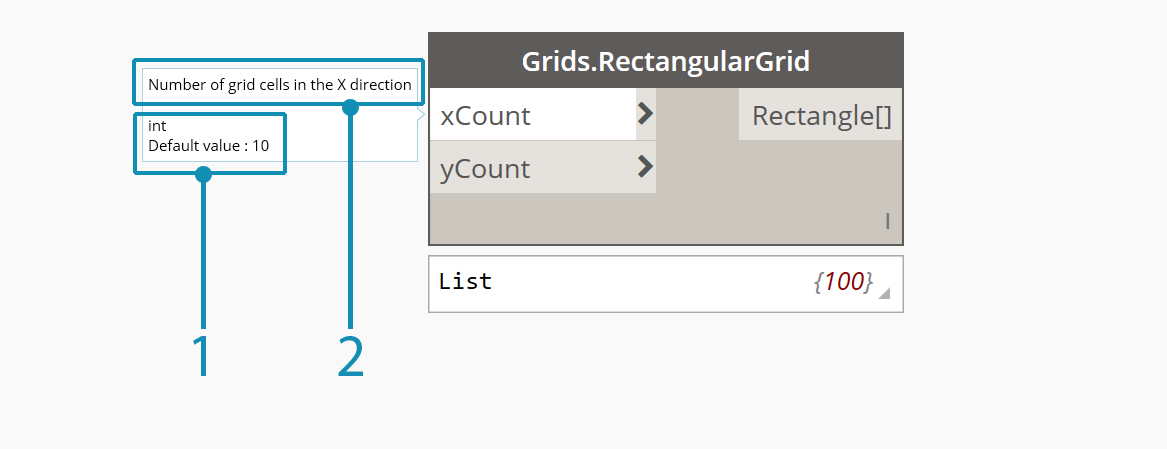 Grids.RectangularGrid
Number of grid cells in the X direction
int
Default value : 10
xCount
Rectangle[]
yCount
l
List
{100}
1
2